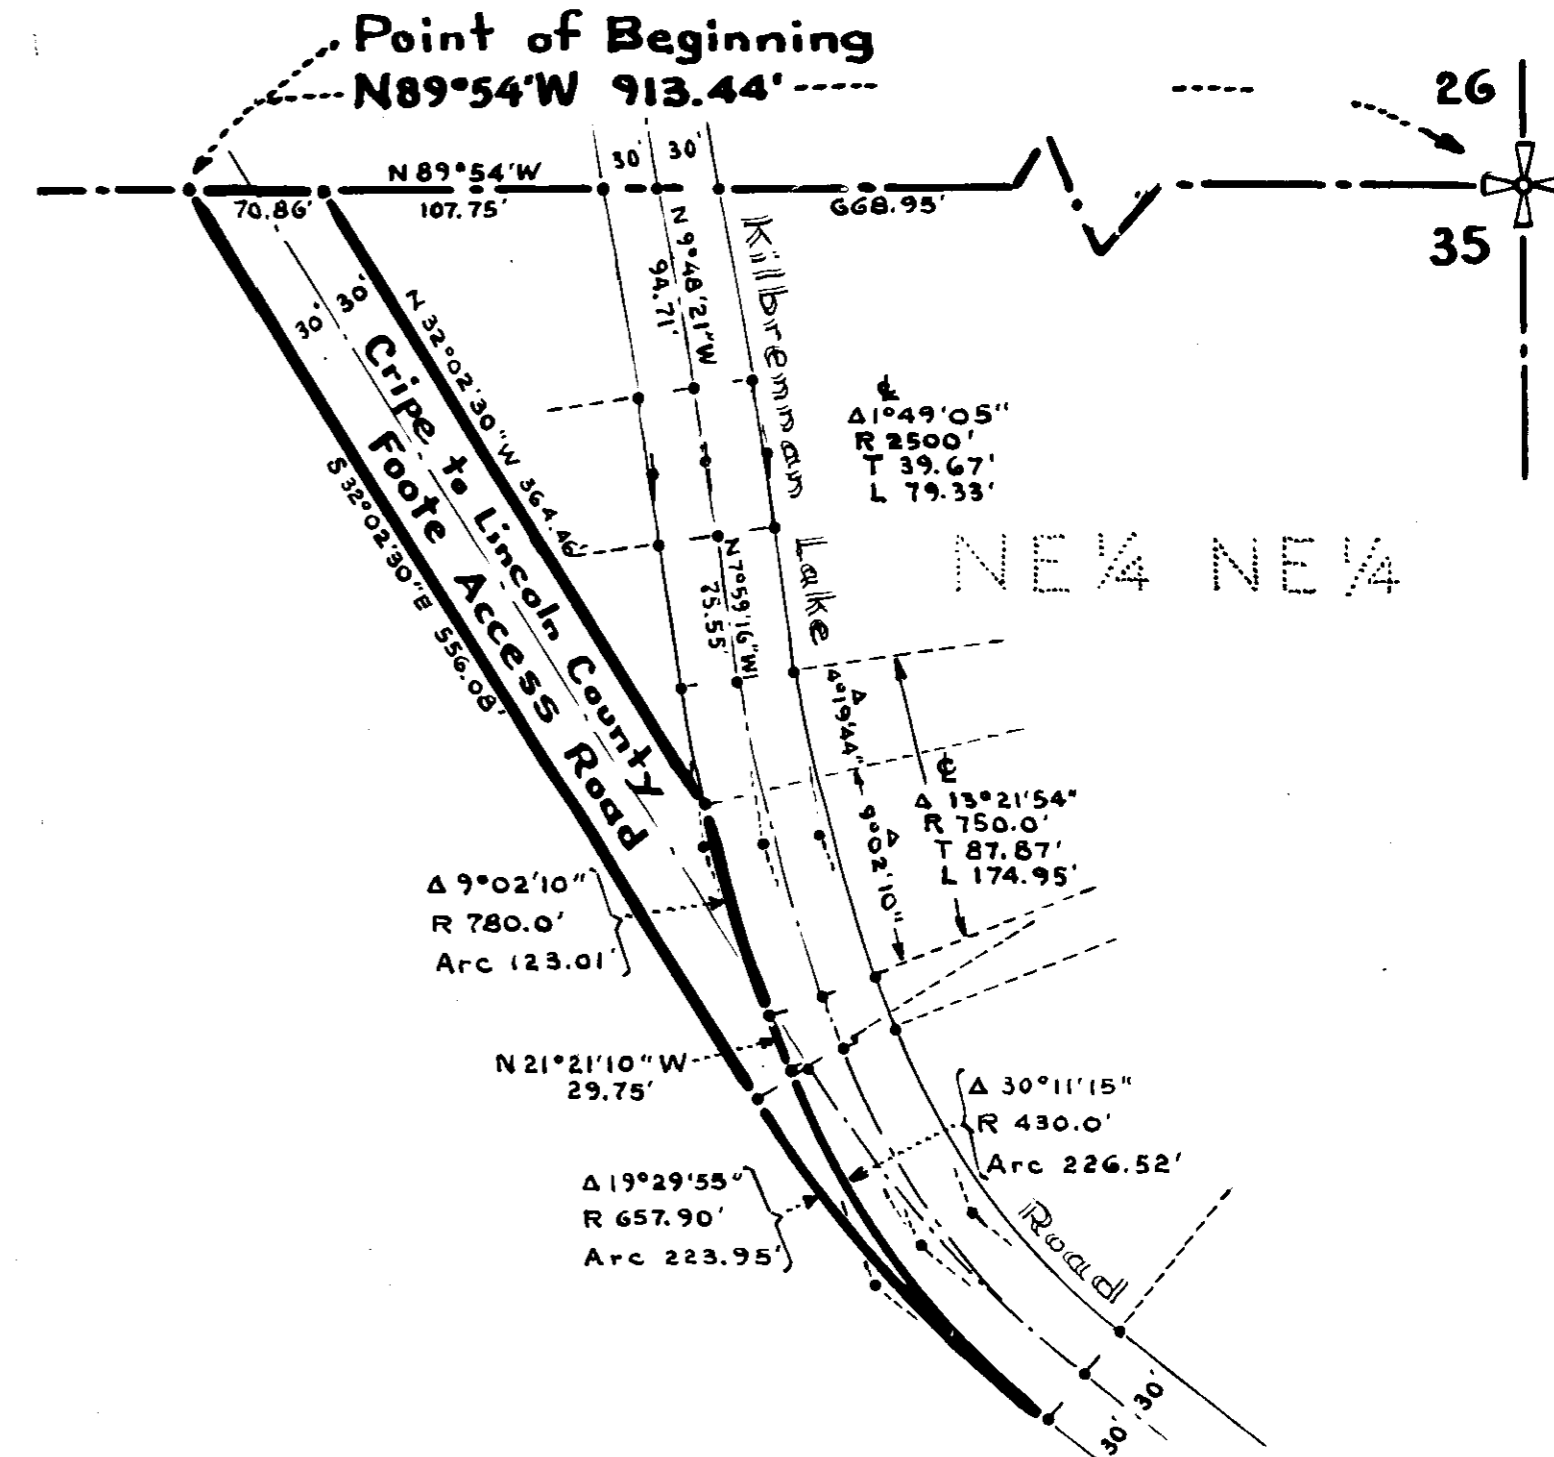 Point of Beginning
N89°54'W 913.44'
26
35
30' 30'
N 89°54'W
70.86'
107.75'
668.95'
N 9°48'21"W
94.71'
Killbrennan
Lake
Road
30' 30'
N 32°02'30"W 364.46'
Cripe to Lincoln County
Foote Access Road
S 32°02'30"E 556.08'
℄
Δ1°49'05"
R 2500'
T 39.67'
L 79.33'
NE 1/4 NE 1/4
N 7°59'16"W
75.55'
Δ
4°19'44"
Δ
9°02'10"
℄
Δ 13°21'54"
R 750.0'
T 87.87'
L 174.95'
Δ 9°02'10"
R 780.0'
Arc 123.01'
N 21°21'10"W
29.75'
Δ 30°11'15"
R 430.0'
Arc 226.52'
Δ 19°29'55"
R 657.90'
Arc 223.95'
30'
30'